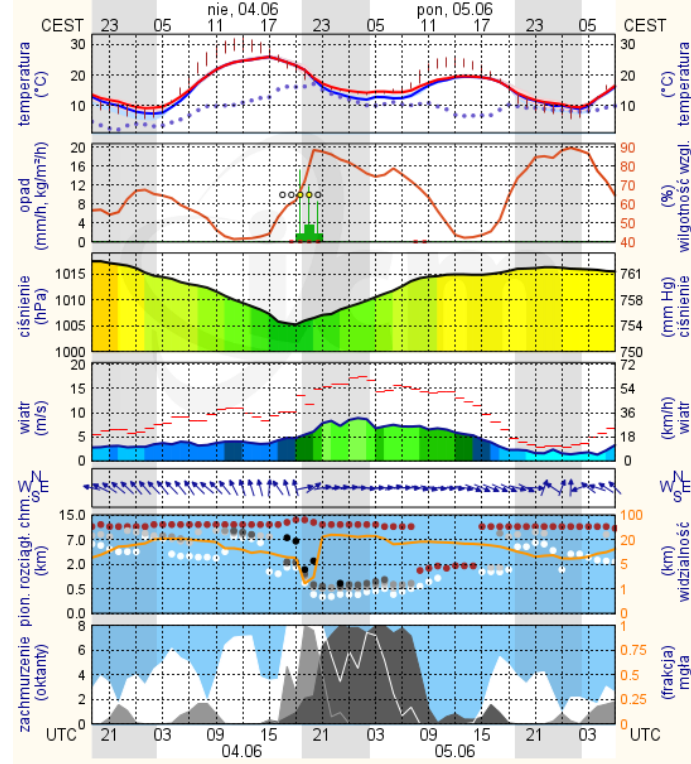 nie, 04.06 pon, 05.06
CEST 23 05 11 17 23 05 11 17 23 05 CEST
temperatura (°C) 30 20 10 30 20 10 temperatura (°C)
opad (mm/h, kg/m²/h) 20 16 12 8 4 0 90 80 70 60 50 40 (%) wilgotność wzgl.
ciśnienie (hPa) 1015 1010 1005 1000 761 758 754 750 (mm Hg) ciśnienie
wiatr (m/s) 20 15 10 5 0 72 54 36 18 0 (km/h) wiatr
N W E S N W E S
pion. rozciągł. chm. (km) 15.0 7.0 2.0 0.5 0.0 100 20 5 1 0 (km) widzialność
zachmurzenie (oktanty) 8 6 4 2 0 1 0.75 0.5 0.25 0 (frakcja) mgła
UTC 21 03 09 15 21 03 09 15 21 03 UTC
04.06 05.06